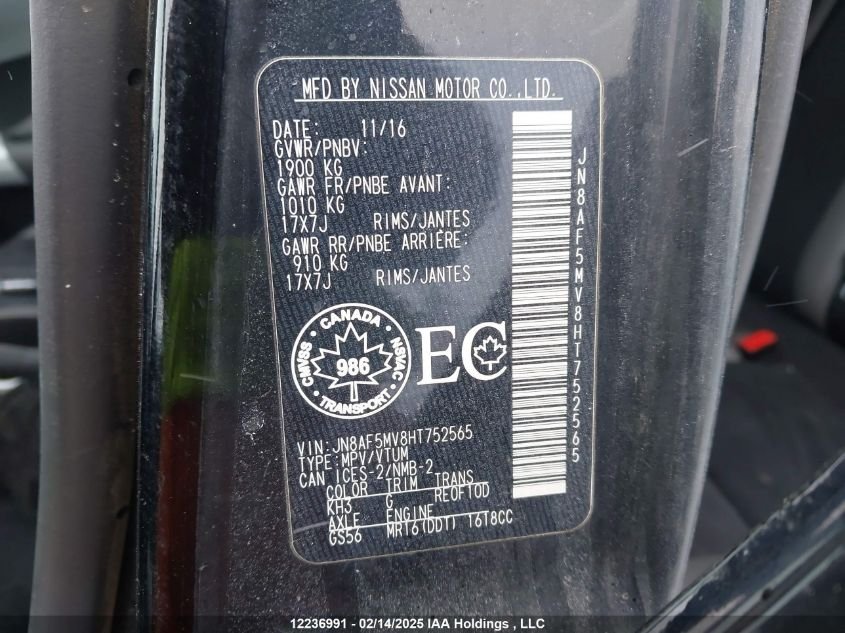 MFD BY NISSAN MOTOR CO.,LTD.
DATE: 11/16
GVWR/PNBV:
1900 KG
GAWR FR/PNBE AVANT:
1010 KG
17X7J RIMS/JANTES
GAWR RR/PNBE ARRIERE:
910 KG
17X7J RIMS/JANTES
JN8AF5MV8HT752565
CANADA
CMVSS NSVAC
986
TRANSPORT
EC
VIN: JN8AF5MV8HT752565
TYPE: MPV/VTUM
CAN ICES-2/NMB-2
COLOR TRIM TRANS
KH3 G RE0F10D
AXLE ENGINE
GS56 MR16(DDT) 16T8CC
12236991 - 02/14/2025 IAA Holdings , LLC